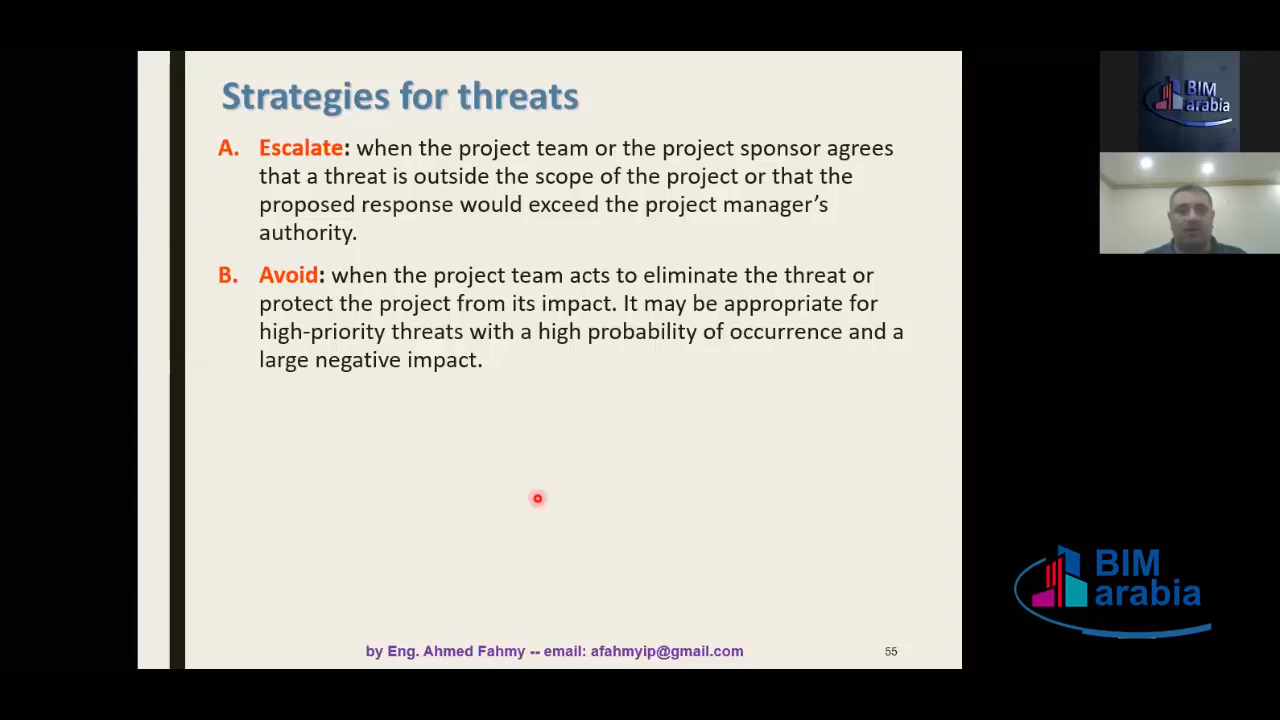 Strategies for threats
A. Escalate: when the project team or the project sponsor agrees
that a threat is outside the scope of the project or that the
proposed response would exceed the project manager’s
authority.
B. Avoid: when the project team acts to eliminate the threat or
protect the project from its impact. It may be appropriate for
high-priority threats with a high probability of occurrence and a
large negative impact.
by Eng. Ahmed Fahmy -- email: afahmyip@gmail.com
55
BIM
arabia
BIM
arabia